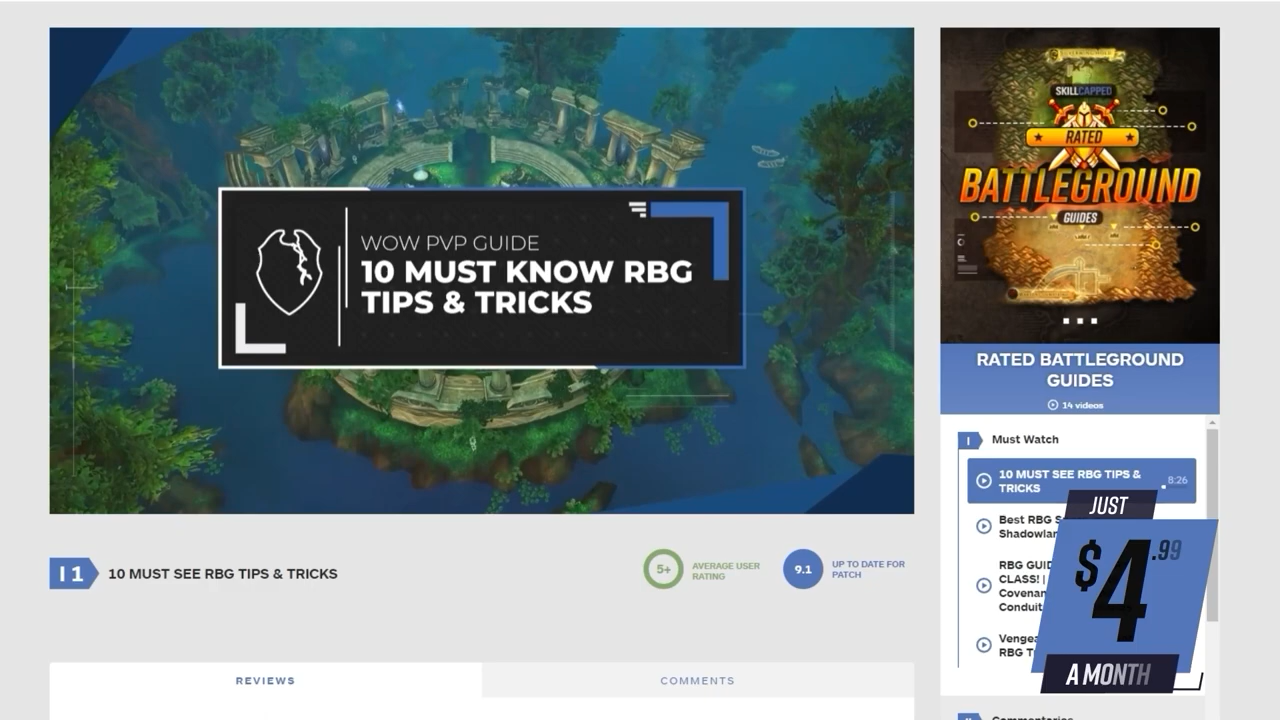 WOW PVP GUIDE
10 MUST KNOW RBG
TIPS & TRICKS
I 1
10 MUST SEE RBG TIPS & TRICKS
5+
AVERAGE USER
RATING
9.1
UP TO DATE FOR
PATCH
REVIEWS
COMMENTS
SKILLCAPPED
RATED
BATTLEGROUND
GUIDES
RATED BATTLEGROUND
GUIDES
14 videos
I
Must Watch
10 MUST SEE RBG TIPS &
TRICKS
8:26
Best RBG
RBG
CLASS! |
RBG
JUST
$4.99
A MONTH